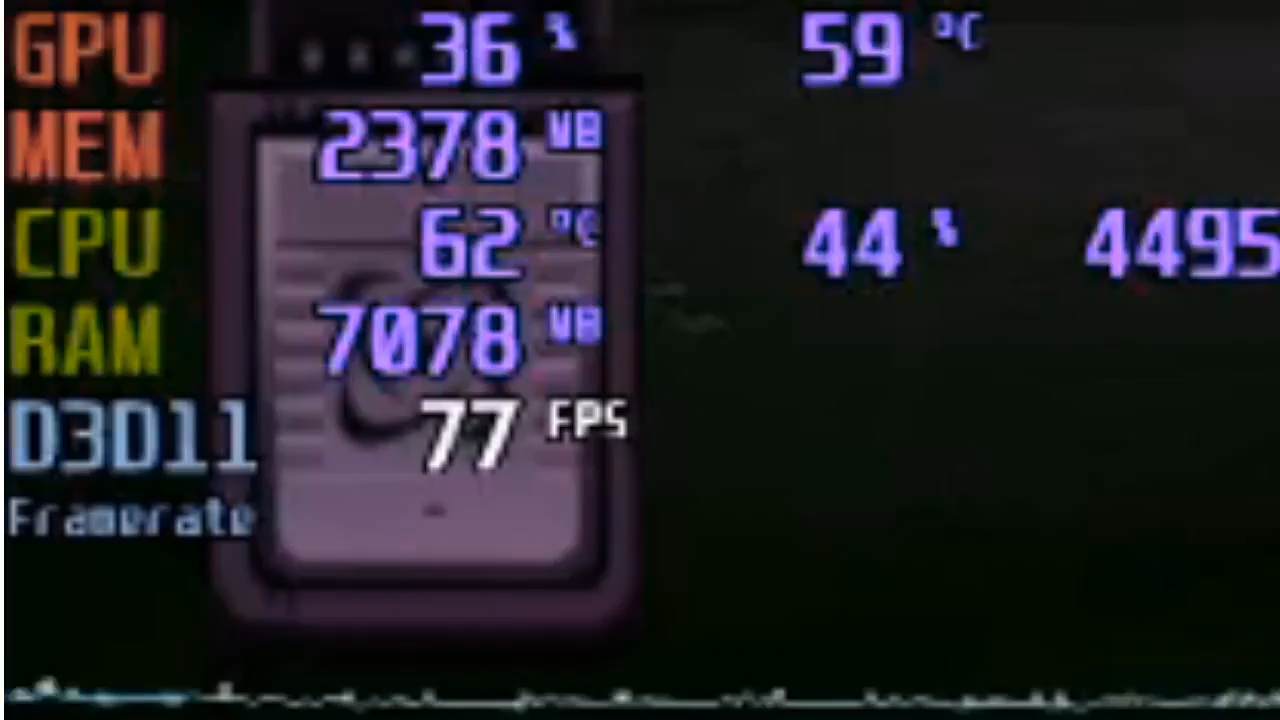 GPU 36 % 59 °C
MEM 2378 MB
CPU 62 °C 44 % 4495
RAM 7078 MB
D3D11 77 FPS
Framerate